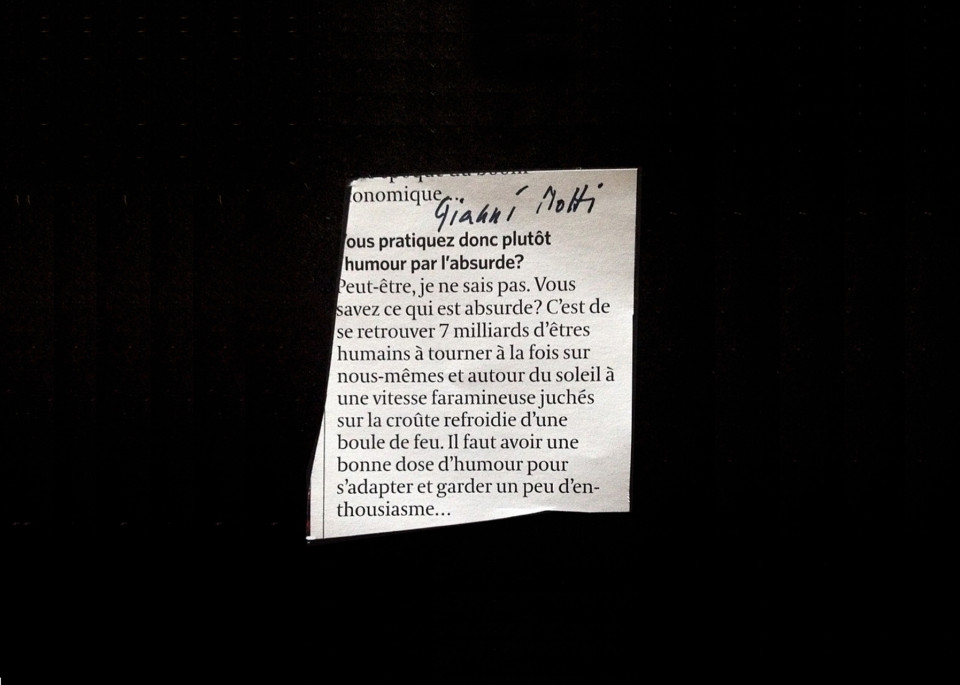 époque du boom
onomique...
Gianni Motti
ous pratiquez donc plutôt
humour par l'absurde?
Peut-être, je ne sais pas. Vous
savez ce qui est absurde? C'est de
se retrouver 7 milliards d'êtres
humains à tourner à la fois sur
nous-mêmes et autour du soleil à
une vitesse faramineuse juchés
sur la croûte refroidie d'une
boule de feu. Il faut avoir une
bonne dose d'humour pour
s'adapter et garder un peu d'en-
thousiasme...